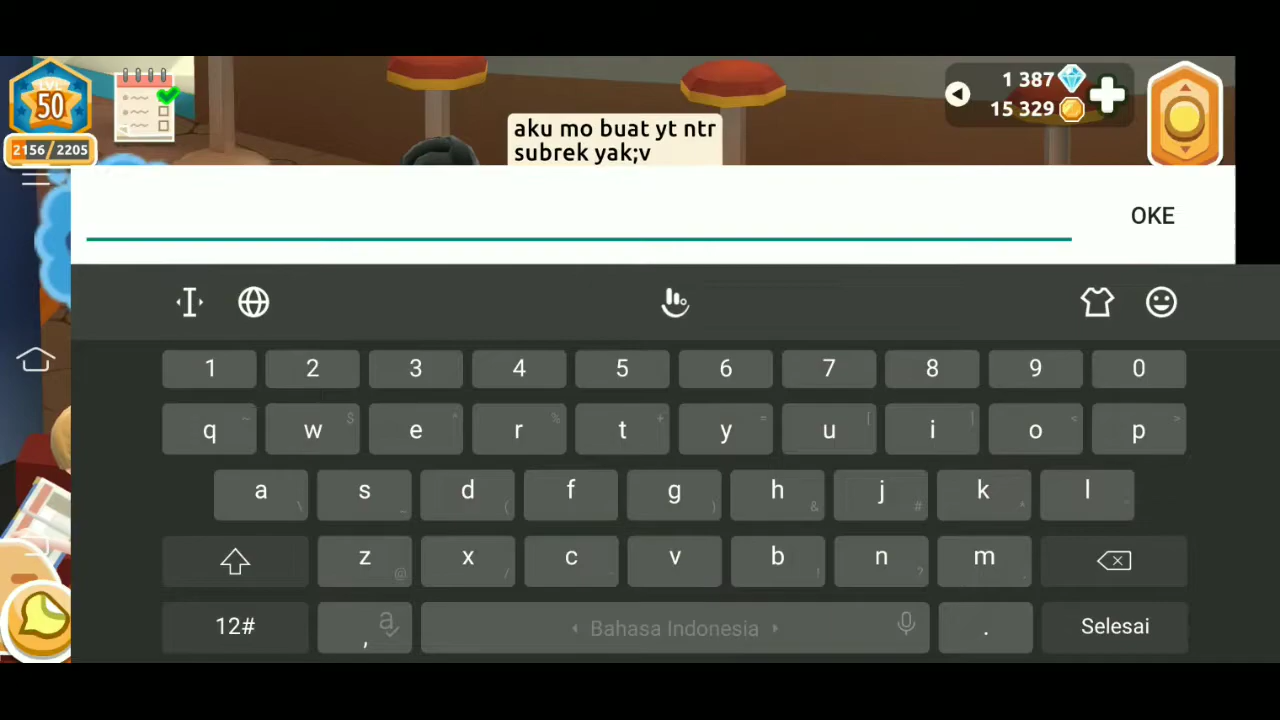 LVL
50
2156/2205
1 387
15 329
aku mo buat yt ntr
subrek yak;v
OKE
1 2 3 4 5 6 7 8 9 0
q w e r t y u i o p
a s d f g h j k l
z x c v b n m
12# , Bahasa Indonesia . Selesai